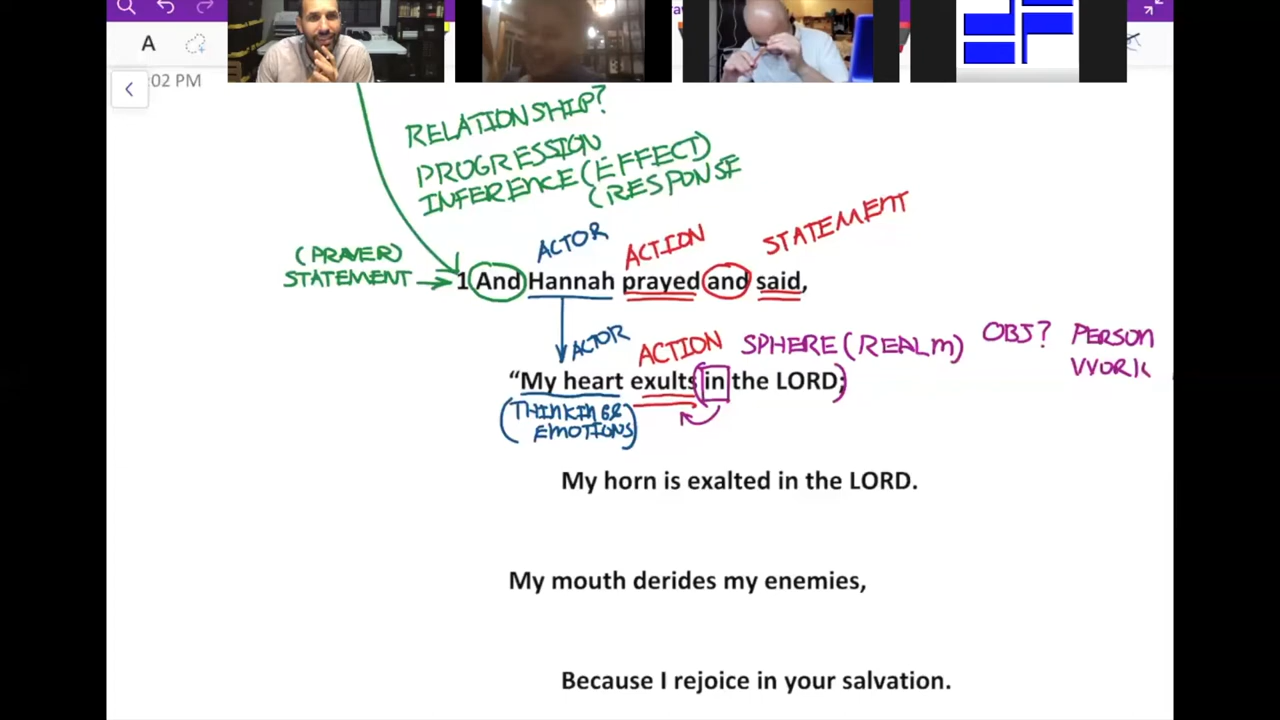 :02 PM
A
RELATIONSHIP?
PROGRESSION
INFERENCE (EFFECT)
(RESPONSE
(PRAYER)
STATEMENT
ACTOR
ACTION
STATEMENT
1 And Hannah prayed and said,
ACTOR
ACTION
SPHERE (REALM)
OBJ?
PERSON
WORK
“My heart exults in the LORD;
(THINKING &
EMOTIONS)
My horn is exalted in the LORD.
My mouth derides my enemies,
Because I rejoice in your salvation.